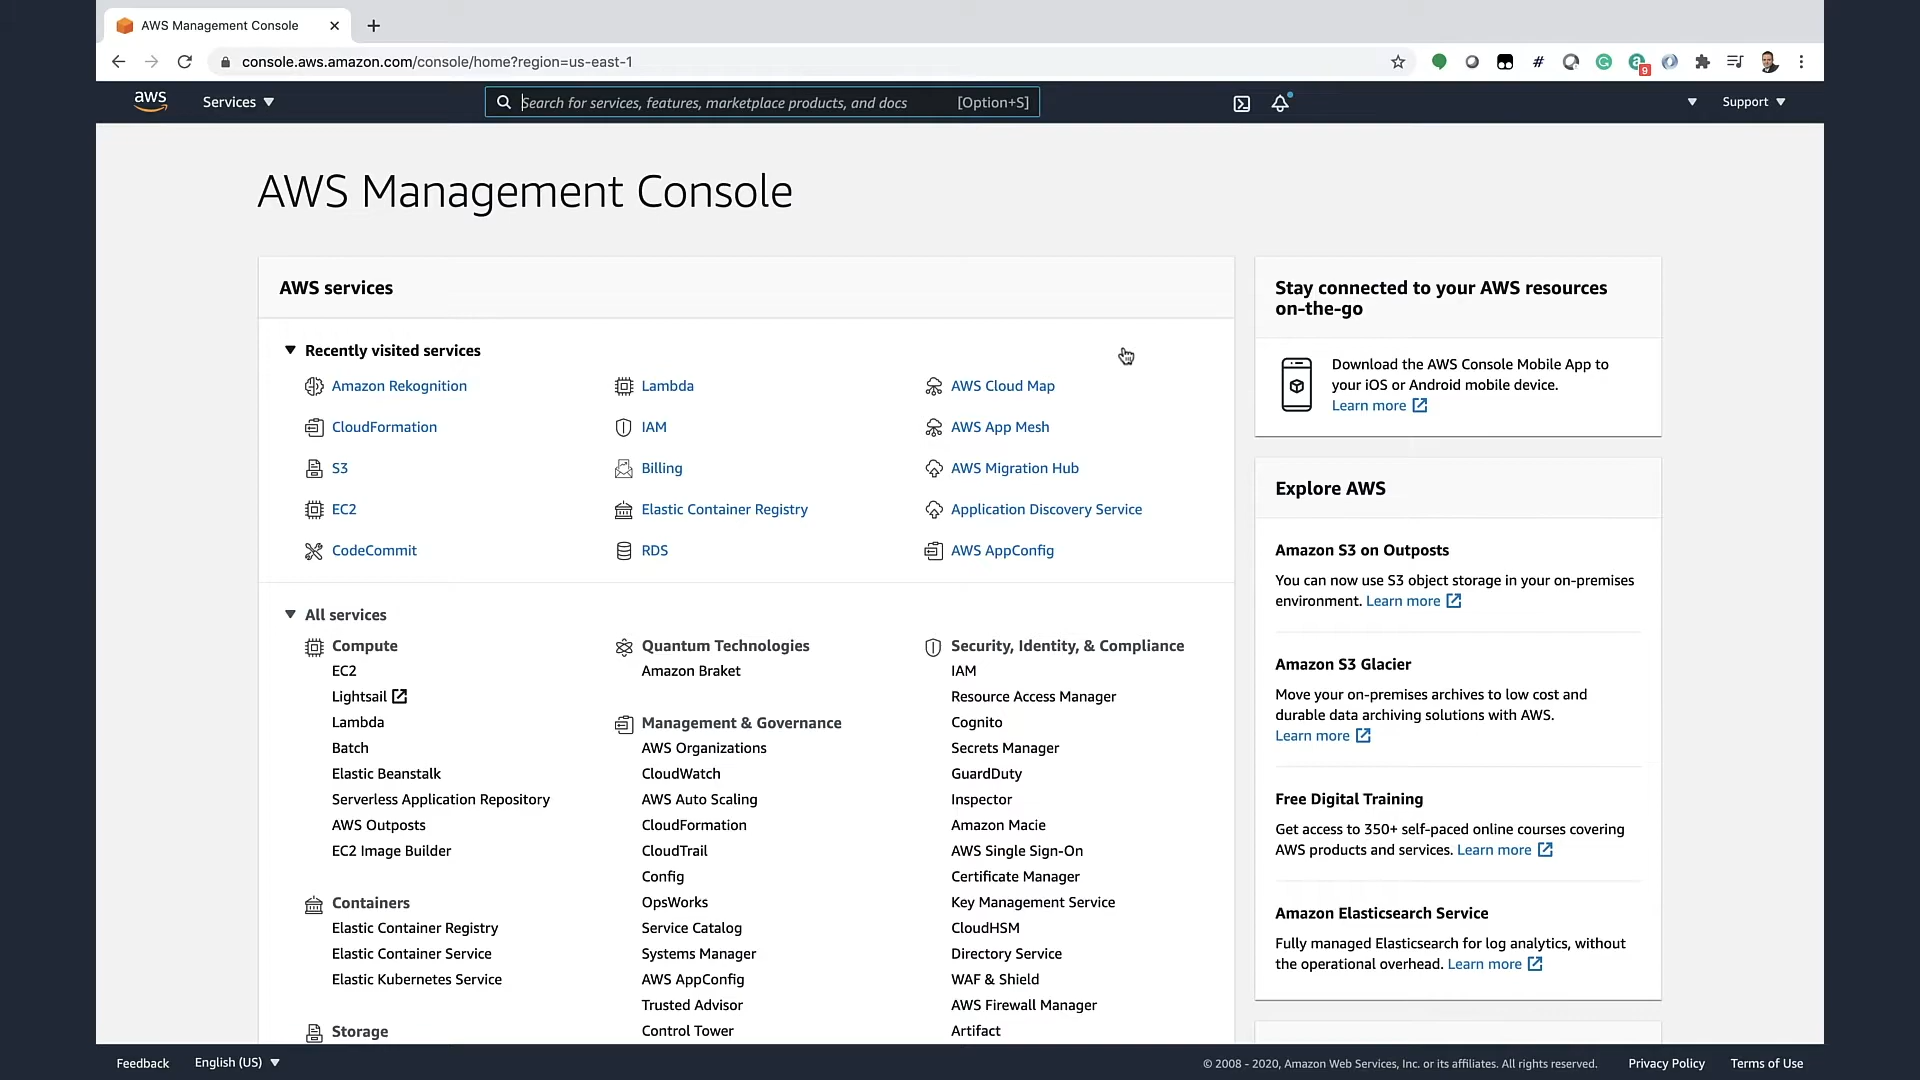 AWS Management Console
console.aws.amazon.com/console/home?region=us-east-1
9
aws
Services
Search for services, features, marketplace products, and docs [Option+S]
Support
AWS Management Console
AWS services
Recently visited services
Amazon Rekognition
CloudFormation
S3
EC2
CodeCommit
Lambda
IAM
Billing
Elastic Container Registry
RDS
AWS Cloud Map
AWS App Mesh
AWS Migration Hub
Application Discovery Service
AWS AppConfig
All services
Compute
EC2
Lightsail
Lambda
Batch
Elastic Beanstalk
Serverless Application Repository
AWS Outposts
EC2 Image Builder
Containers
Elastic Container Registry
Elastic Container Service
Elastic Kubernetes Service
Storage
Quantum Technologies
Amazon Braket
Management & Governance
AWS Organizations
CloudWatch
AWS Auto Scaling
CloudFormation
CloudTrail
Config
OpsWorks
Service Catalog
Systems Manager
AWS AppConfig
Trusted Advisor
Control Tower
Security, Identity, & Compliance
IAM
Resource Access Manager
Cognito
Secrets Manager
GuardDuty
Inspector
Amazon Macie
AWS Single Sign-On
Certificate Manager
Key Management Service
CloudHSM
Directory Service
WAF & Shield
AWS Firewall Manager
Artifact
Stay connected to your AWS resources
on-the-go
Download the AWS Console Mobile App to
your iOS or Android mobile device.
Learn more
Explore AWS
Amazon S3 on Outposts
You can now use S3 object storage in your on-premises
environment. Learn more
Amazon S3 Glacier
Move your on-premises archives to low cost and
durable data archiving solutions with AWS.
Learn more
Free Digital Training
Get access to 350+ self-paced online courses covering
AWS products and services. Learn more
Amazon Elasticsearch Service
Fully managed Elasticsearch for log analytics, without
the operational overhead. Learn more
Feedback
English (US)
© 2008 - 2020, Amazon Web Services, Inc. or its affiliates. All rights reserved.
Privacy Policy
Terms of Use